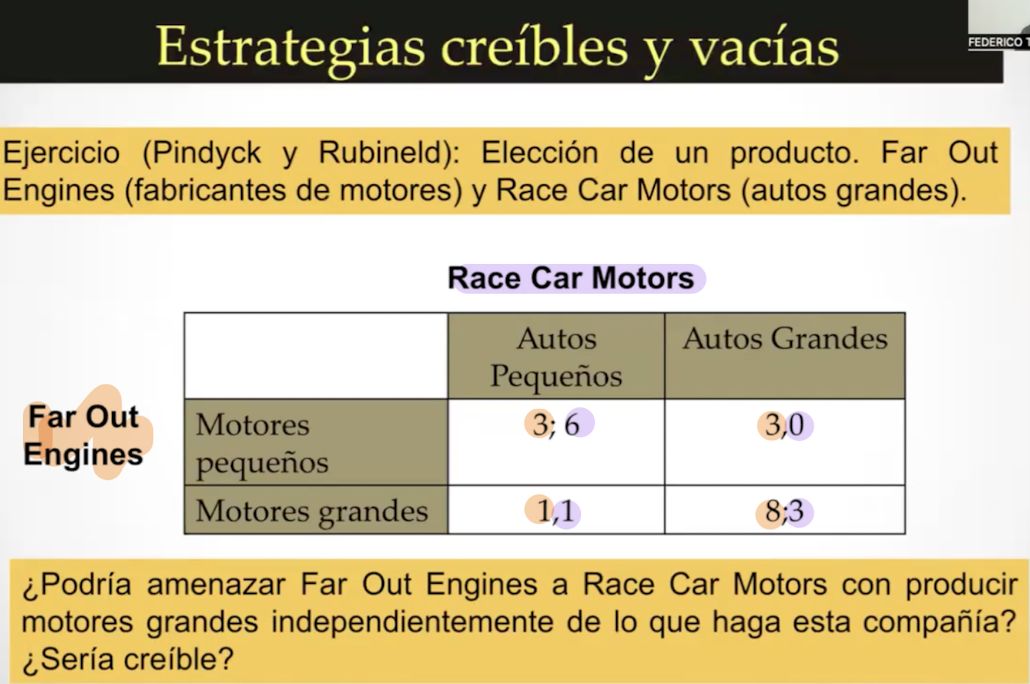 Estrategias creíbles y vacías
FEDERICO T
Ejercicio (Pindyck y Rubineld): Elección de un producto. Far Out
Engines (fabricantes de motores) y Race Car Motors (autos grandes).
Race Car Motors
Autos
Pequeños
Autos Grandes
Far Out
Engines
Motores
pequeños
3; 6
3,0
Motores grandes
1,1
8;3
¿Podría amenazar Far Out Engines a Race Car Motors con producir
motores grandes independientemente de lo que haga esta compañía?
¿Sería creíble?